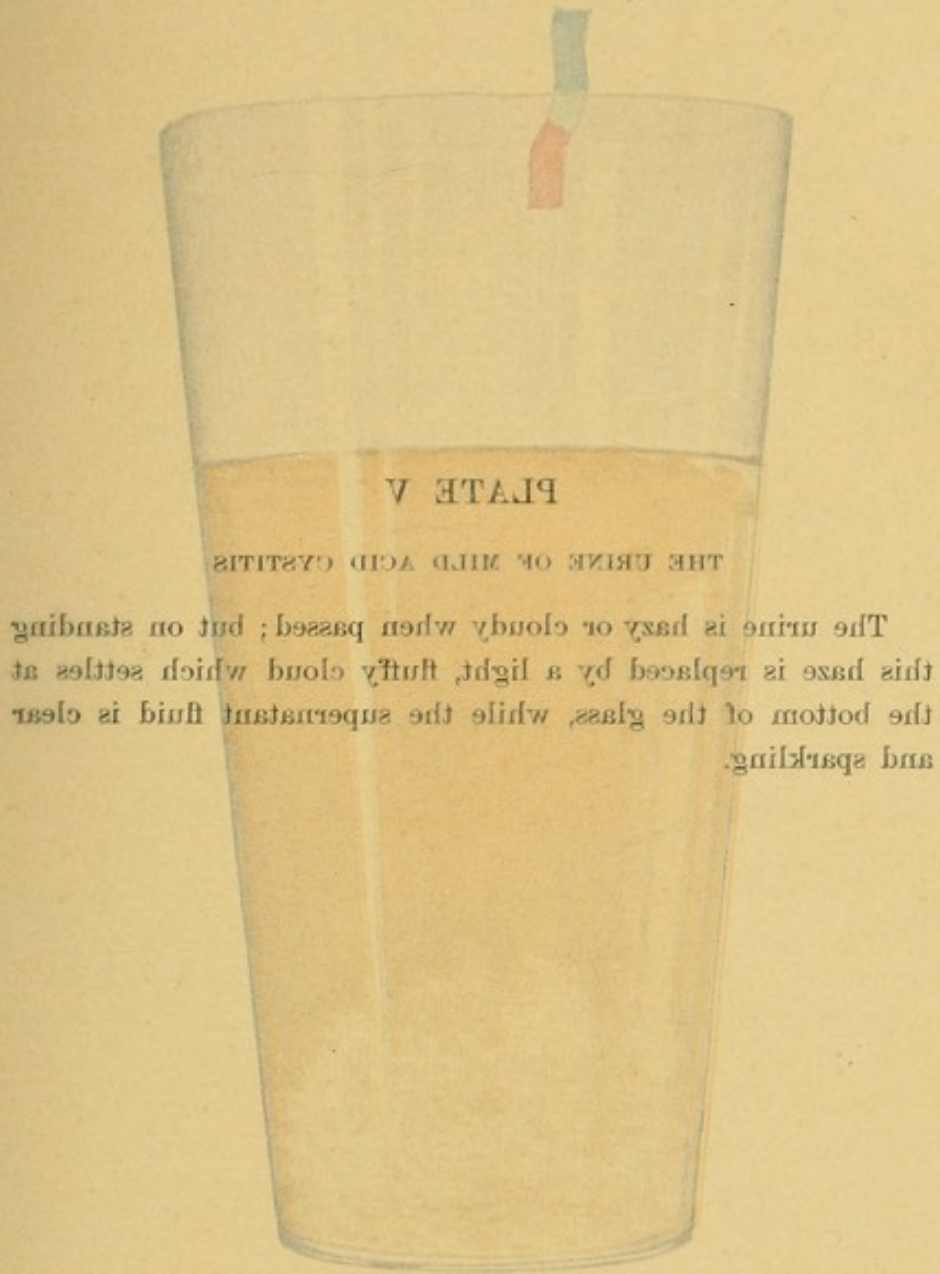 PLATE V
THE URINE OF MILD ACID CYSTITIS
The urine is hazy or cloudy when passed; but on standing
this haze is replaced by a light, fluffy cloud which settles at
the bottom of the glass, while the supernatant fluid is clear
and sparkling.